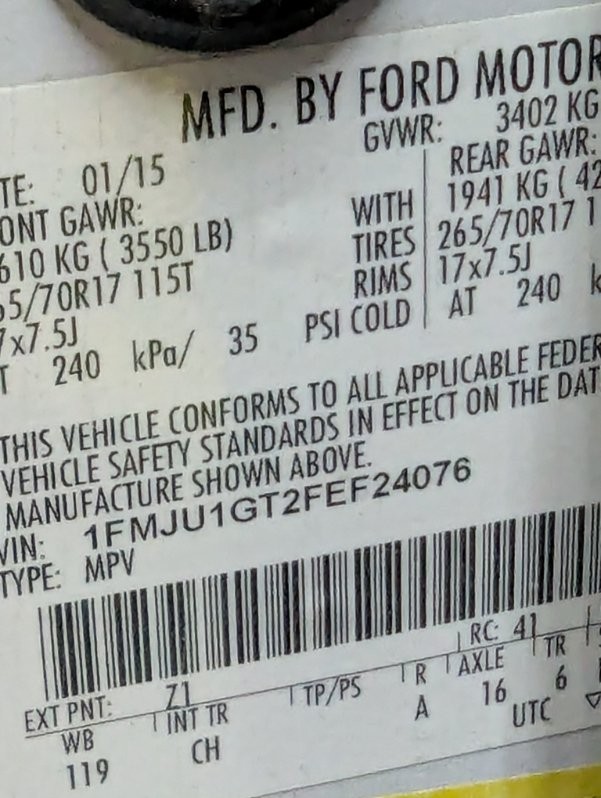 MFD. BY FORD MOTOR
TE: 01/15 GVWR: 3402 KG
ONT GAWR: REAR GAWR:
610 KG ( 3550 LB) WITH 1941 KG ( 42
65/70R17 115T TIRES 265/70R17 1
7x7.5J RIMS 17x7.5J
T 240 kPa/ 35 PSI COLD AT 240 k
THIS VEHICLE CONFORMS TO ALL APPLICABLE FEDER
VEHICLE SAFETY STANDARDS IN EFFECT ON THE DAT
MANUFACTURE SHOWN ABOVE.
VIN: 1FMJU1GT2FEF24076
TYPE: MPV
EXT PNT: Z1 RC: 41
WB INT TR TP/PS R AXLE TR
119 CH A 16 6
UTC